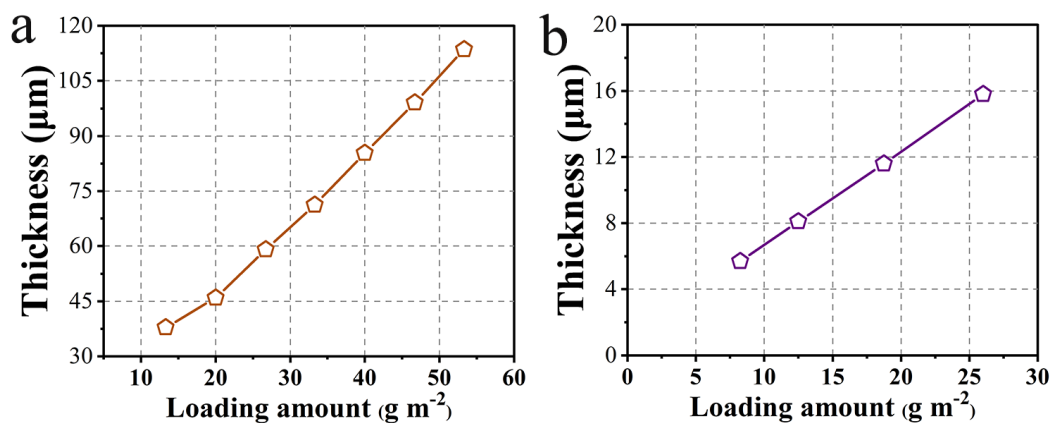 a
120
105
90
75
60
45
30
Thickness (μm)
10 20 30 40 50 60
Loading amount (g m-2)
b
20
16
12
8
4
0
Thickness (μm)
0 5 10 15 20 25 30
Loading amount (g m-2)